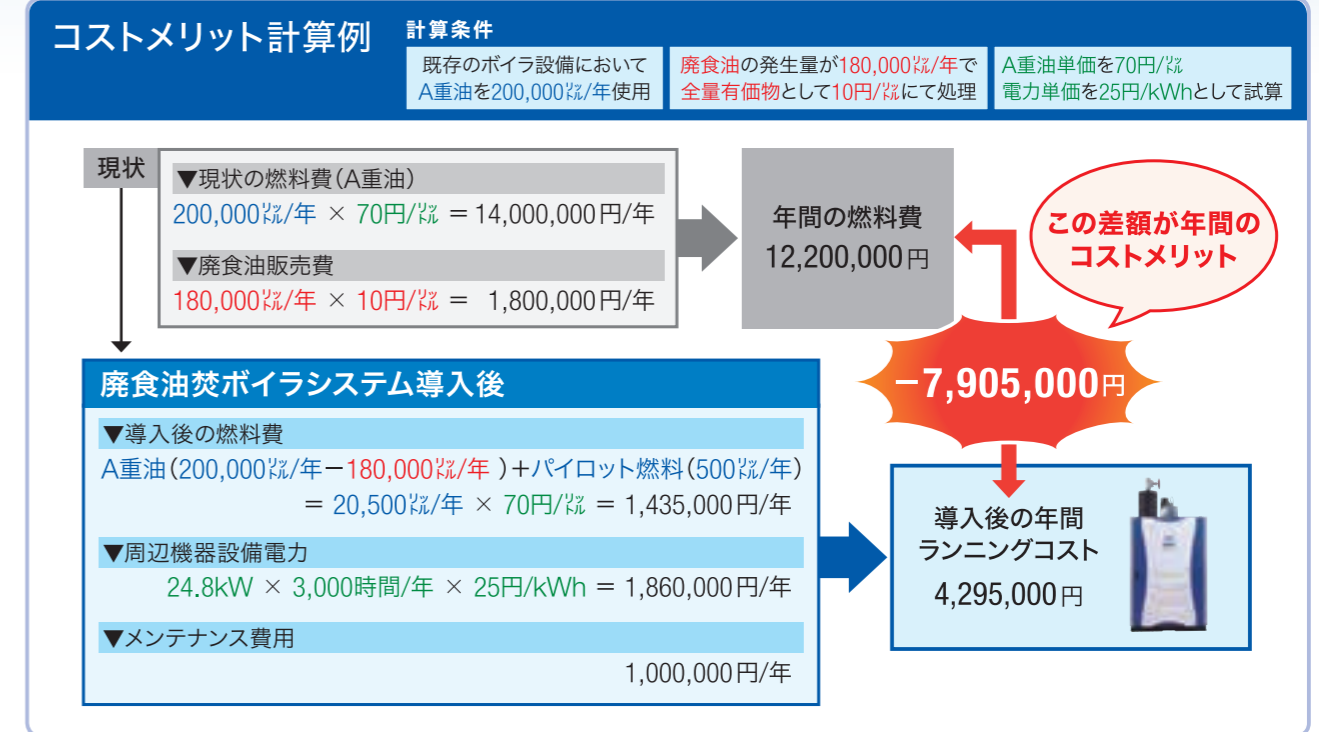 コストメリット計算例
計算条件
既存のボイラ設備において
A重油を200,000㍑/年使用
廃食油の発生量が180,000㍑/年で
全量有価物として10円/㍑にて処理
A重油単価を70円/㍑
電力単価を25円/kWhとして試算
現状
▼現状の燃料費(A重油)
200,000㍑/年 × 70円/㍑ = 14,000,000円/年
▼廃食油販売費
180,000㍑/年 × 10円/㍑ = 1,800,000円/年
年間の燃料費
12,200,000円
この差額が年間の
コストメリット
−7,905,000円
廃食油焚ボイラシステム導入後
▼導入後の燃料費
A重油(200,000㍑/年−180,000㍑/年)+パイロット燃料(500㍑/年)
= 20,500㍑/年 × 70円/㍑ = 1,435,000円/年
▼周辺機器設備電力
24.8kW × 3,000時間/年 × 25円/kWh = 1,860,000円/年
▼メンテナンス費用
1,000,000円/年
導入後の年間
ランニングコスト
4,295,000円